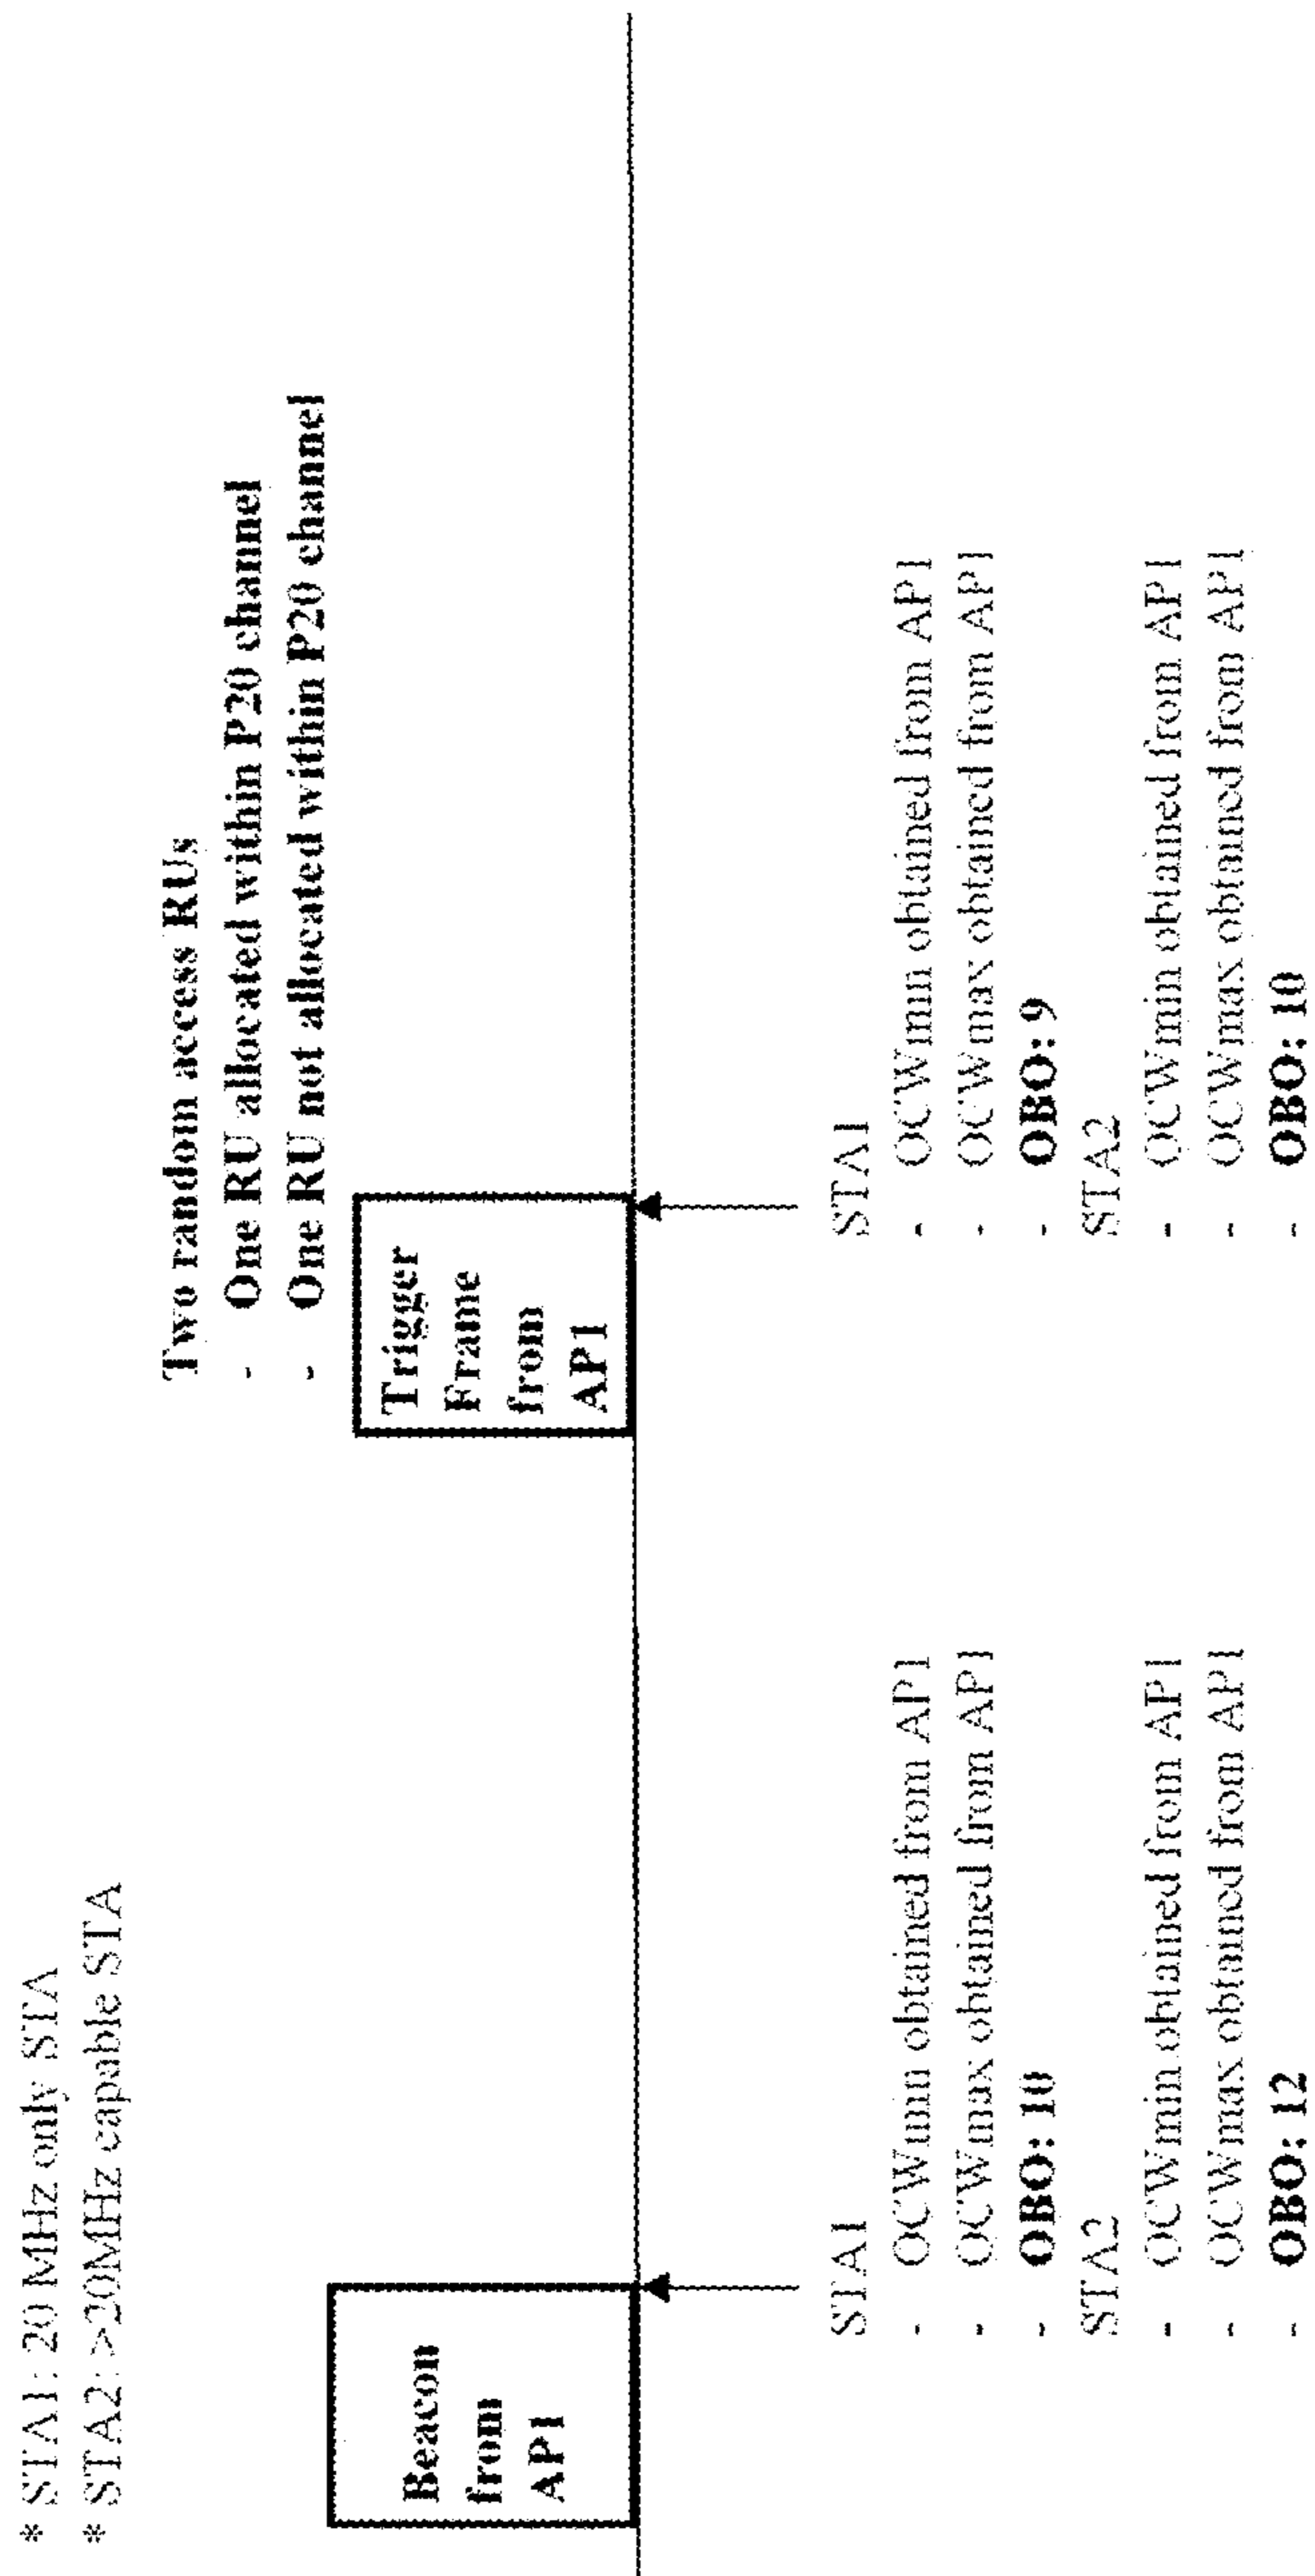 * STA1: 20 MHz only STA
* STA2: >20MHz capable STA
Two random access RUs
- One RU allocated within P20 channel
- One RU not allocated within P20 channel
Beacon
from
AP1
Trigger
Frame
from
AP1
STA1
- OCWmin obtained from AP1
- OCWmax obtained from AP1
- OBO: 10
STA2
- OCWmin obtained from AP1
- OCWmax obtained from AP1
- OBO: 12
STA1
- OCWmin obtained from AP1
- OCWmax obtained from AP1
- OBO: 9
STA2
- OCWmin obtained from AP1
- OCWmax obtained from AP1
- OBO: 10